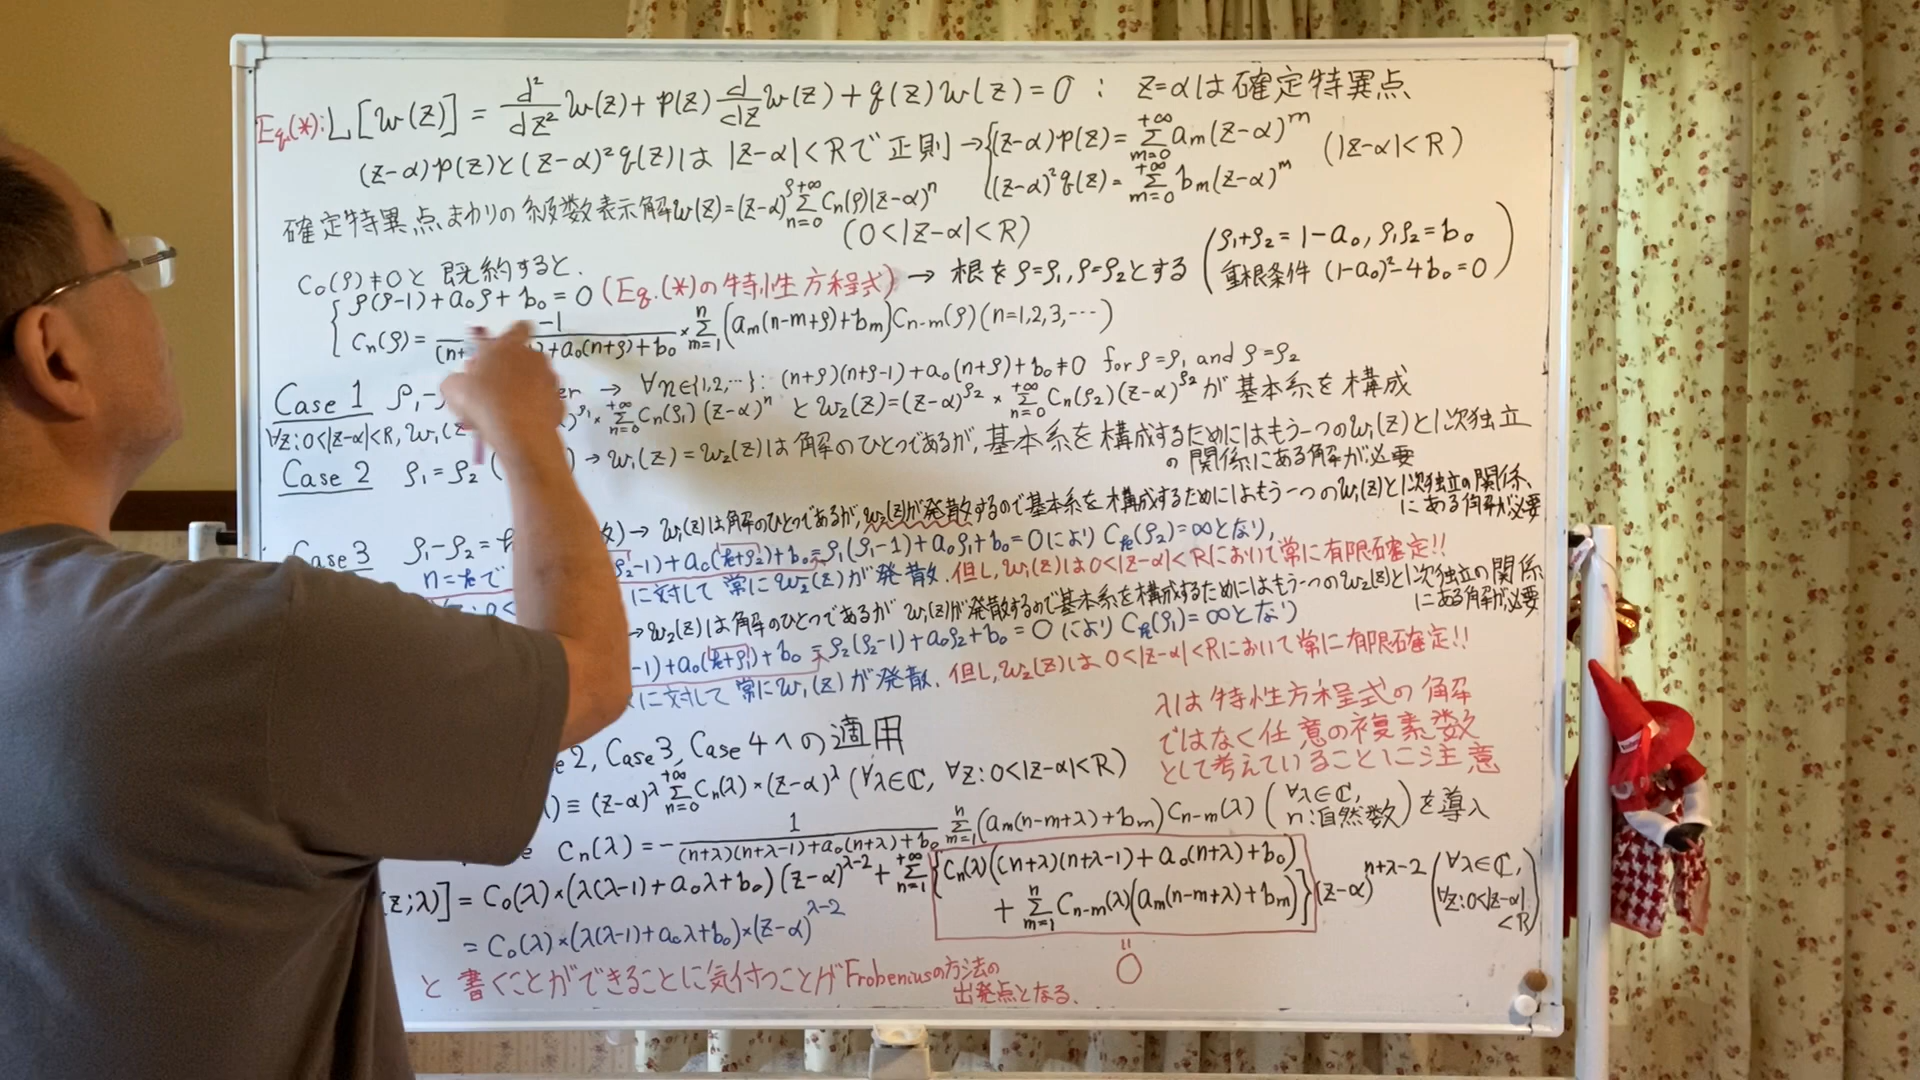 Eq.(*): L[w(z)] = d²/dz² w(z) + p(z) d/dz w(z) + q(z)w(z) = 0 : z=αは確定特異点
(z-α)p(z)と(z-α)²q(z)は |z-α|<Rで正則 → { (z-α)p(z) = Σ_{m=0}^{+∞} a_m(z-α)^m (|z-α|<R)
(z-α)²q(z) = Σ_{m=0}^{+∞} b_m(z-α)^m
確定特異点まわりの級数表示解w(z)=(z-α)^ρ Σ_{n=0}^{+∞} C_n(ρ)(z-α)^n
(0<|z-α|<R)
C₀(ρ)≠0と既約すると、
{ ρ(ρ-1)+a₀ρ+b₀=0 (Eq.(*)の特性方程式) → 根をρ=ρ₁,ρ=ρ₂とする (ρ₁+ρ₂=1-a₀, ρ₁ρ₂=b₀
重根条件 (1-a₀)²-4b₀=0)
C_n(ρ)= -1 / (n+ )+a₀(n+ρ)+b₀ × Σ_{m=1}^{n} (a_m(n-m+ρ)+b_m)C_{n-m}(ρ) (n=1,2,3,…)
Case 1 ρ₁- → ∀n∈{1,2,…}: (n+ρ)(n+ρ-1)+a₀(n+ρ)+b₀≠0 for ρ=ρ₁ and ρ=ρ₂
∀z:0<|z-α|<R, w₁(z )^ρ₁ × Σ_{n=0}^{+∞} C_n(ρ₁)(z-α)^n と w₂(z)=(z-α)^ρ₂ × Σ_{n=0}^{+∞} C_n(ρ₂)(z-α)^ρ₂ が基本系を構成
Case 2 ρ₁=ρ₂ ( ) → w₁(z)=w₂(z)は解のひとつであるが、基本系を構成するためにはもう一つのw₁(z)と1次独立
の関係にある解が必要
Case 3 ρ₁-ρ₂= 数) → w₁(z)は解のひとつであるが、w₂(z)が発散するので基本系を構成するためにはもう一つのw₁(z)と1次独立の関係、
にある解が必要
n=kで ρ₂-1)+a₀(k+ρ₂)+b₀=ρ₁(ρ₁-1)+a₀ρ₁+b₀=0により C_k(ρ₂)=∞となり、
に対して常にw₂(z)が発散. 但し、w₁(z)は0<|z-α|<Rにおいて常に有限確定!!
→ w₂(z)は解のひとつであるが w₁(z)が発散するので基本系を構成するためにはもう一つのw₂(z)と1次独立の関係
にある解が必要
-1)+a₀(k+ρ₁)+b₀=ρ₂(ρ₂-1)+a₀ρ₂+b₀=0により C_k(ρ₁)=∞となり
に対して常にw₁(z)が発散. 但し、w₂(z)は0<|z-α|<Rにおいて常に有限確定!!
λは特性方程式の解
ではなく任意の複素数
として考えていることに注意
e 2, Case 3, Case 4 への適用
) ≡ (z-α)^λ Σ_{n=0}^{+∞} C_n(λ)×(z-α)^λ (∀λ∈ℂ, ∀z:0<|z-α|<R)
C_n(λ)= - 1 / (n+λ)(n+λ-1)+a₀(n+λ)+b₀ Σ_{m=1}^{n} (a_m(n-m+λ)+b_m)C_{n-m}(λ) (∀λ∈ℂ, n:自然数) を導入
z;λ)] = C₀(λ)×(λ(λ-1)+a₀λ+b₀)(z-α)^{λ-2} + Σ_{n=1}^{+∞} {C_n(λ)((n+λ)(n+λ-1)+a₀(n+λ)+b₀)
+ Σ_{m=1}^{n} C_{n-m}(λ)(a_m(n-m+λ)+b_m)} (z-α)^{n+λ-2} (∀λ∈ℂ, ∀z:0<|z-α|<R)
= C₀(λ)×(λ(λ-1)+a₀λ+b₀)×(z-α)^{λ-2}
=0
と書くことができることに気付つことがFrobeniusの方法の
出発点となる.